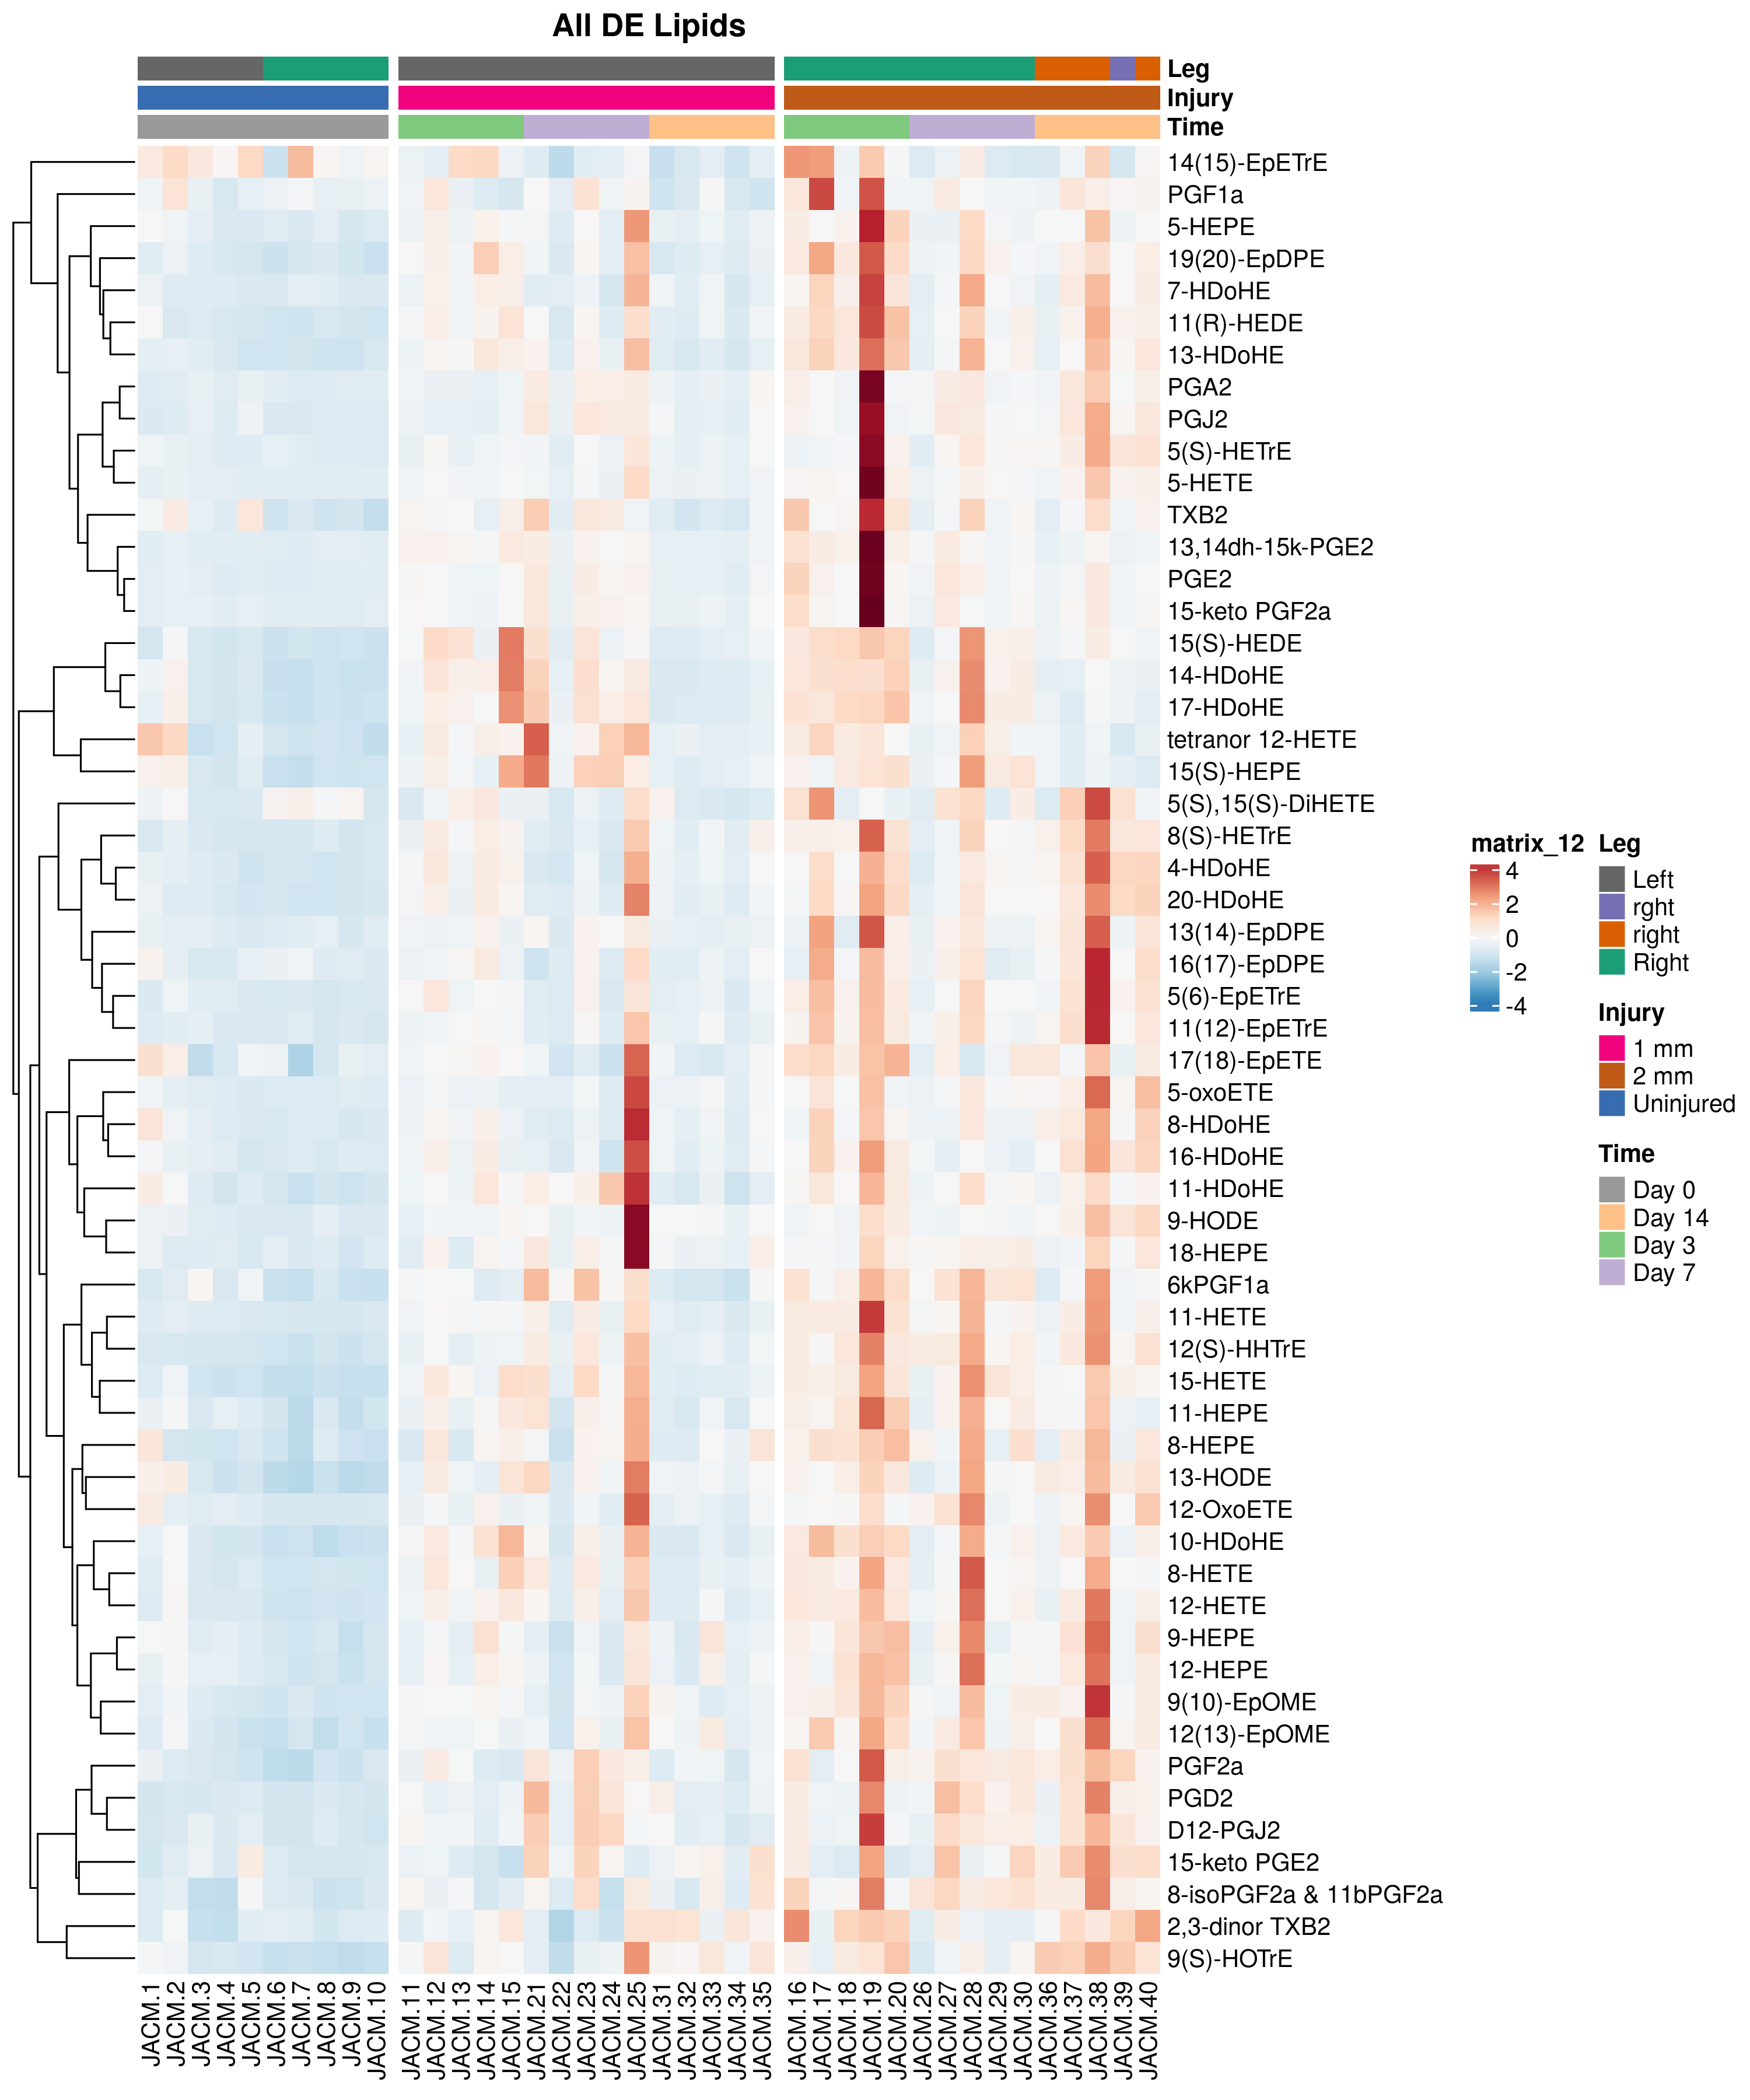 All DE Lipids
Leg
Injury
Time
14(15)-EpETrE
PGF1a
5-HEPE
19(20)-EpDPE
7-HDoHE
11(R)-HEDE
13-HDoHE
PGA2
PGJ2
5(S)-HETrE
5-HETE
TXB2
13,14dh-15k-PGE2
PGE2
15-keto PGF2a
15(S)-HEDE
14-HDoHE
17-HDoHE
tetranor 12-HETE
15(S)-HEPE
5(S),15(S)-DiHETE
8(S)-HETrE
4-HDoHE
20-HDoHE
13(14)-EpDPE
16(17)-EpDPE
5(6)-EpETrE
11(12)-EpETrE
17(18)-EpETE
5-oxoETE
8-HDoHE
16-HDoHE
11-HDoHE
9-HODE
18-HEPE
6kPGF1a
11-HETE
12(S)-HHTrE
15-HETE
11-HEPE
8-HEPE
13-HODE
12-OxoETE
10-HDoHE
8-HETE
12-HETE
9-HEPE
12-HEPE
9(10)-EpOME
12(13)-EpOME
PGF2a
PGD2
D12-PGJ2
15-keto PGE2
8-isoPGF2a & 11bPGF2a
2,3-dinor TXB2
9(S)-HOTrE
JACM.1
JACM.2
JACM.3
JACM.4
JACM.5
JACM.6
JACM.7
JACM.8
JACM.9
JACM.10
JACM.11
JACM.12
JACM.13
JACM.14
JACM.15
JACM.21
JACM.22
JACM.23
JACM.24
JACM.25
JACM.31
JACM.32
JACM.33
JACM.34
JACM.35
JACM.16
JACM.17
JACM.18
JACM.19
JACM.20
JACM.26
JACM.27
JACM.28
JACM.29
JACM.30
JACM.36
JACM.37
JACM.38
JACM.39
JACM.40
matrix_12
4
2
0
-2
-4
Leg
Left
rght
right
Right
Injury
1 mm
2 mm
Uninjured
Time
Day 0
Day 14
Day 3
Day 7